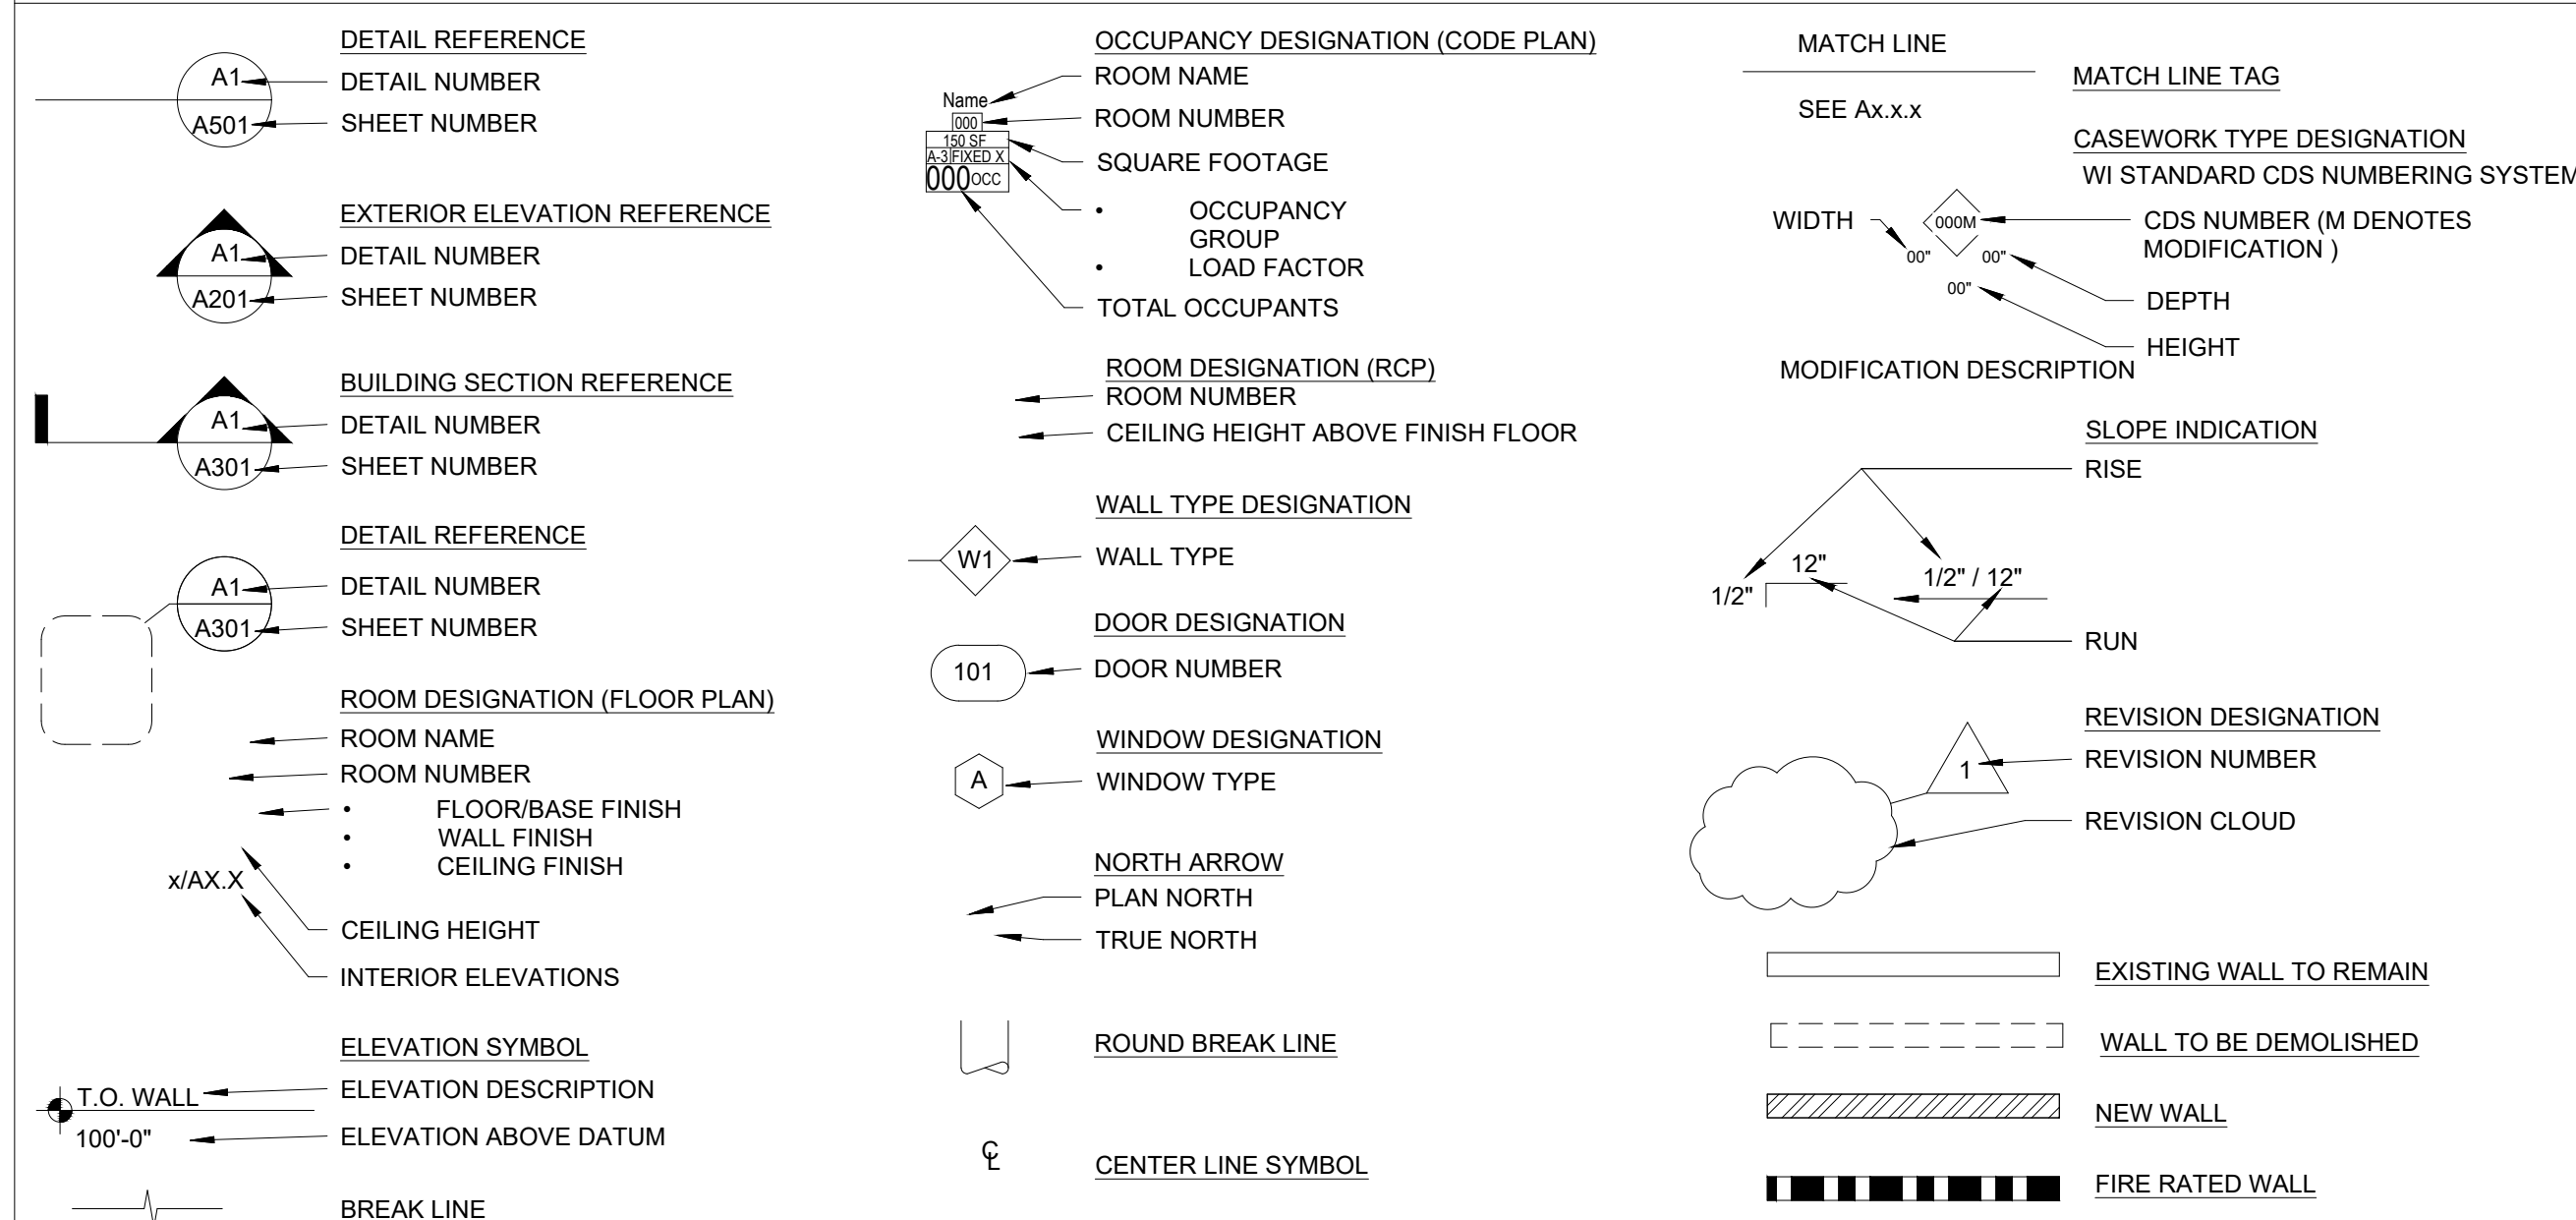 DETAIL REFERENCE
A1
DETAIL NUMBER
A501
SHEET NUMBER
EXTERIOR ELEVATION REFERENCE
A1
DETAIL NUMBER
A201
SHEET NUMBER
BUILDING SECTION REFERENCE
A1
DETAIL NUMBER
A301
SHEET NUMBER
DETAIL REFERENCE
A1
DETAIL NUMBER
A301
SHEET NUMBER
ROOM DESIGNATION (FLOOR PLAN)
ROOM NAME
ROOM NUMBER
• FLOOR/BASE FINISH
• WALL FINISH
• CEILING FINISH
x/AX.X
CEILING HEIGHT
INTERIOR ELEVATIONS
ELEVATION SYMBOL
T.O. WALL
ELEVATION DESCRIPTION
100'-0"
ELEVATION ABOVE DATUM
BREAK LINE
OCCUPANCY DESIGNATION (CODE PLAN)
ROOM NAME
Name
000
ROOM NUMBER
150 SF
SQUARE FOOTAGE
A-3 FIXED X
000 OCC
• OCCUPANCY
GROUP
• LOAD FACTOR
TOTAL OCCUPANTS
ROOM DESIGNATION (RCP)
ROOM NUMBER
CEILING HEIGHT ABOVE FINISH FLOOR
WALL TYPE DESIGNATION
W1
WALL TYPE
DOOR DESIGNATION
101
DOOR NUMBER
WINDOW DESIGNATION
A
WINDOW TYPE
NORTH ARROW
PLAN NORTH
TRUE NORTH
ROUND BREAK LINE
℄
CENTER LINE SYMBOL
MATCH LINE
MATCH LINE TAG
SEE Ax.x.x
CASEWORK TYPE DESIGNATION
WI STANDARD CDS NUMBERING SYSTEM
WIDTH
000M
CDS NUMBER (M DENOTES
MODIFICATION )
00"
00"
00"
DEPTH
HEIGHT
MODIFICATION DESCRIPTION
SLOPE INDICATION
RISE
12"
1/2"
1/2" / 12"
RUN
REVISION DESIGNATION
1
REVISION NUMBER
REVISION CLOUD
EXISTING WALL TO REMAIN
WALL TO BE DEMOLISHED
NEW WALL
FIRE RATED WALL